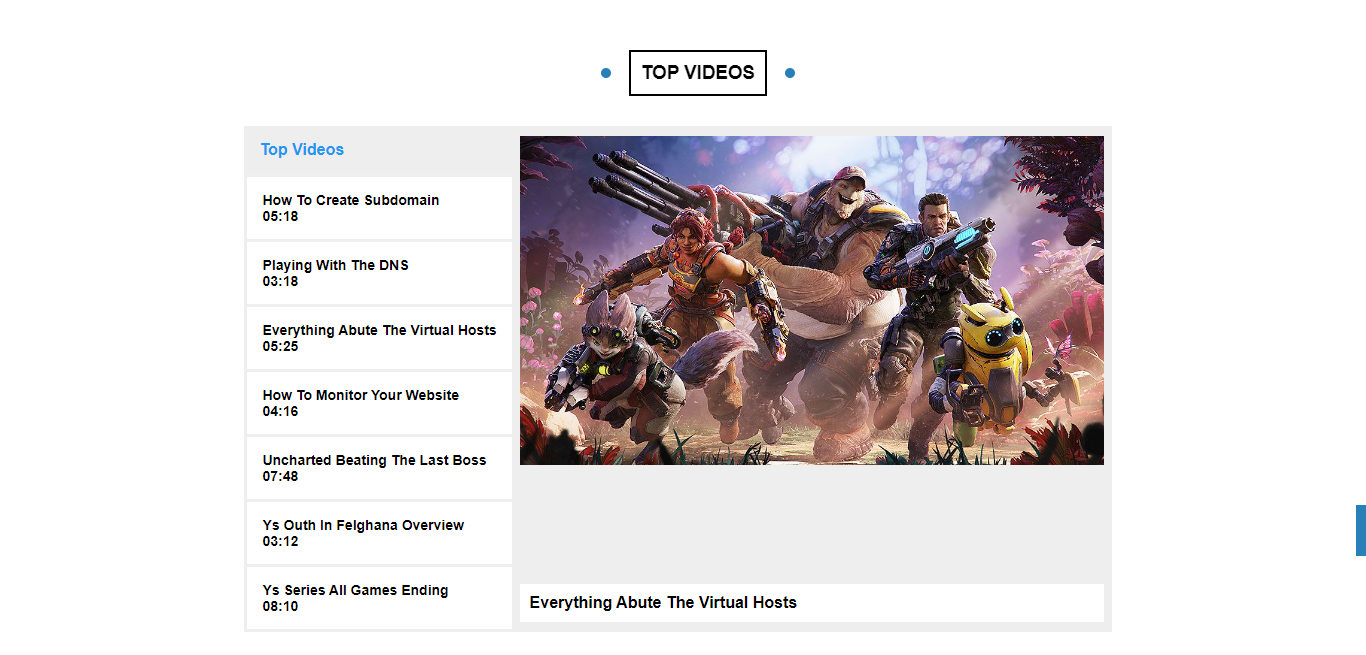 TOP VIDEOS
Top Videos
How To Create Subdomain
05:18
Playing With The DNS
03:18
Everything Abute The Virtual Hosts
05:25
How To Monitor Your Website
04:16
Uncharted Beating The Last Boss
07:48
Ys Outh In Felghana Overview
03:12
Ys Series All Games Ending
08:10
Everything Abute The Virtual Hosts